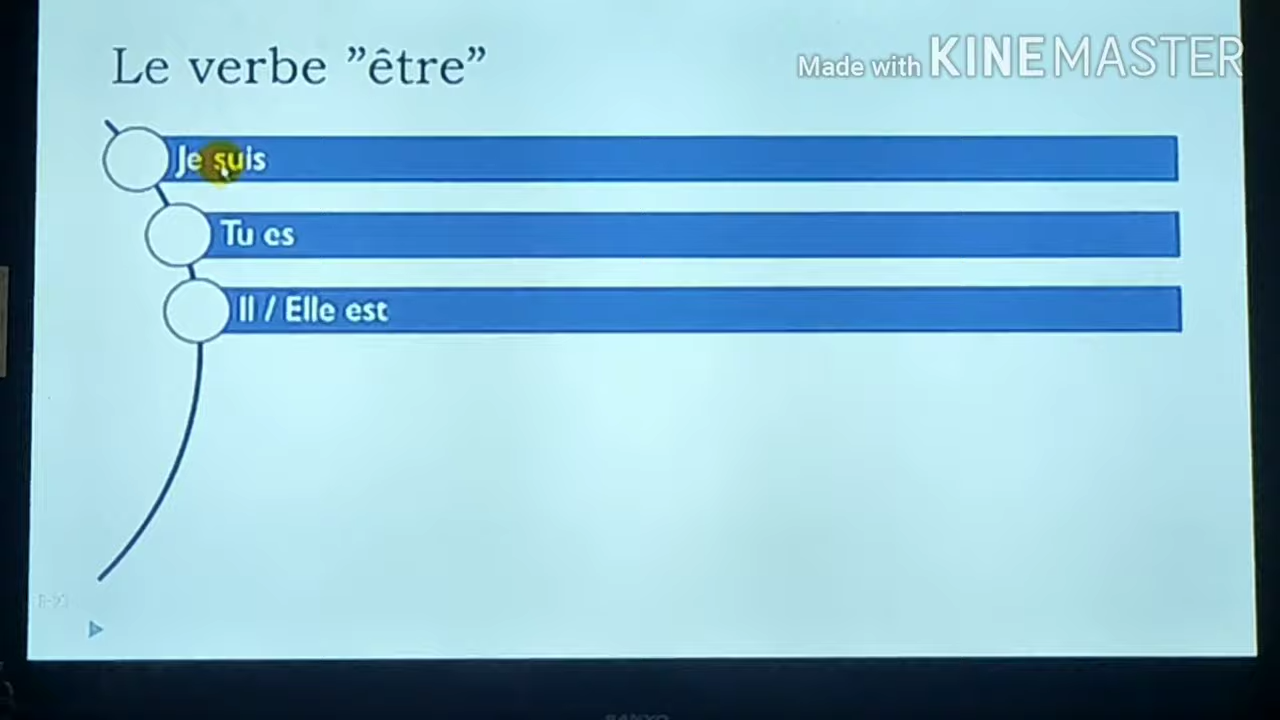 Le verbe ”être”
Made with KINEMASTER
Je suis
Tu es
Il / Elle est